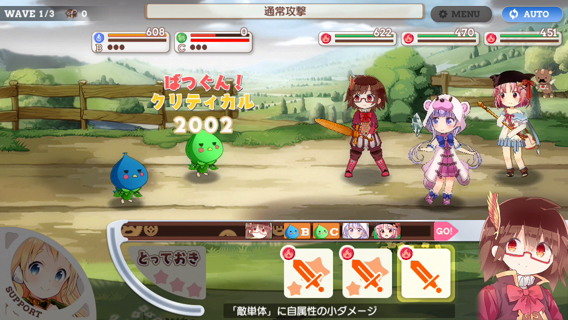 WAVE 1/3 0 通常攻撃 MENU AUTO
608 0 622 470 451
B C
ばつぐん!
クリティカル
2002
B C GO!
とっておき
SUPPORT
「敵単体」に自属性の小ダメージ